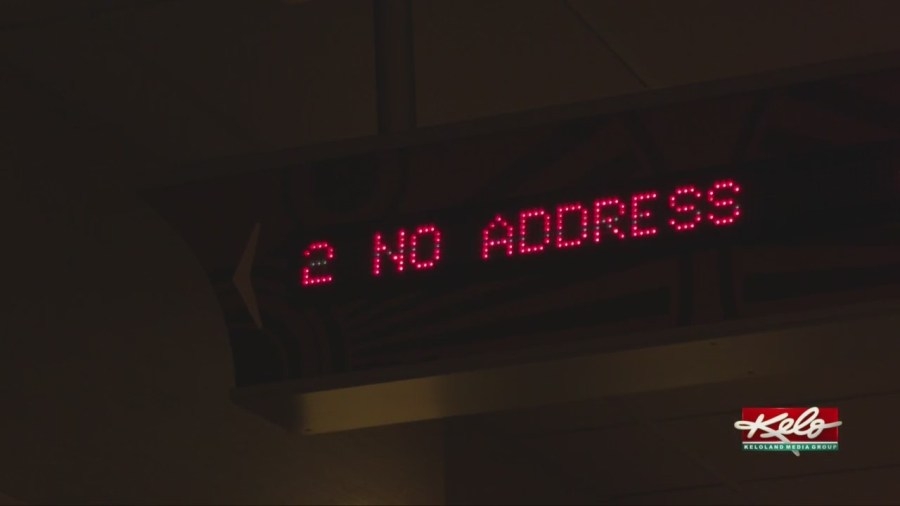 2 NO ADDRESS
Kelo
KELOLAND MEDIA GROUP